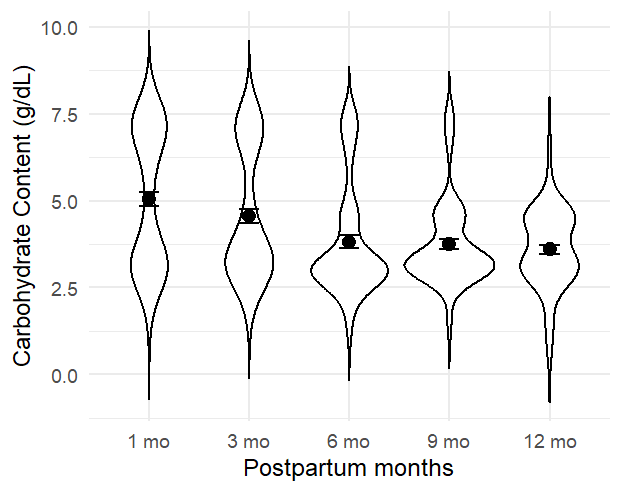 Carbohydrate Content (g/dL)
10.0
7.5
5.0
2.5
0.0
1 mo
3 mo
6 mo
9 mo
12 mo
Postpartum months